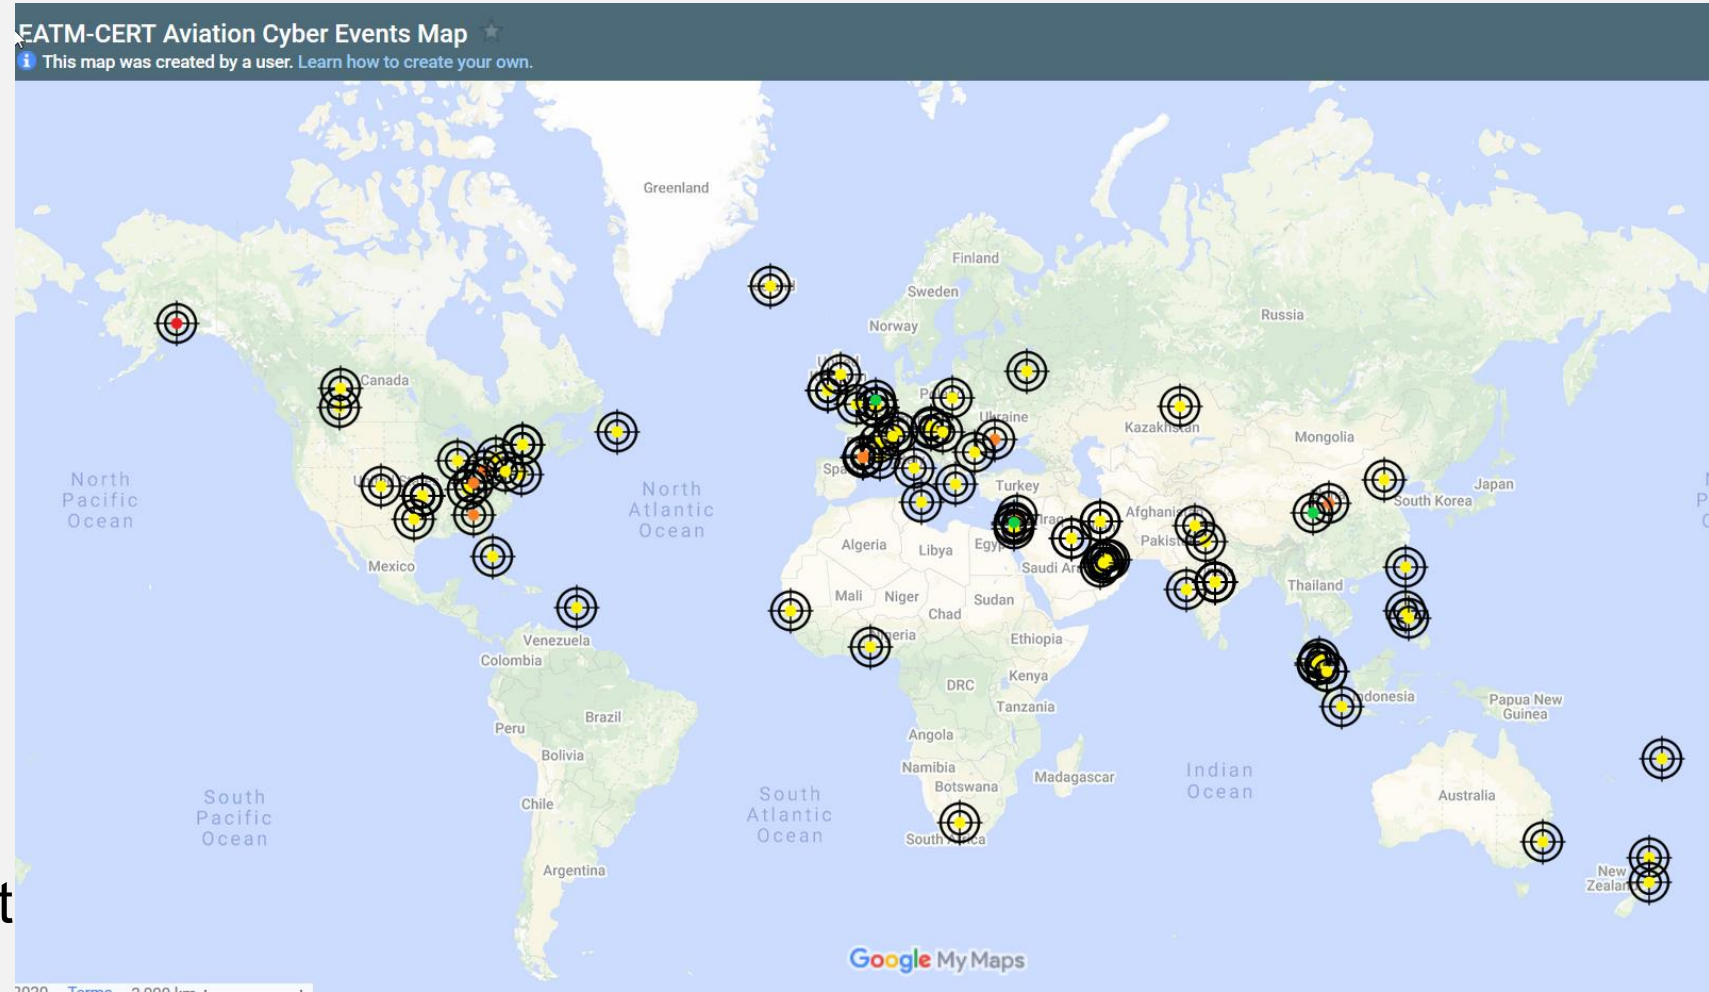 EATM-CERT Aviation Cyber Events Map
This map was created by a user. Learn how to create your own.
Greenland
Finland
Sweden
Norway
Russia
Canada
Ukraine
Kazakhstan
Mongolia
North
Pacific
Ocean
North
Atlantic
Ocean
Turkey
Japan
South Korea
Afghanistan
Iraq
Algeria
Libya
Mexico
Mali
Niger
Chad
Sudan
Thailand
Venezuela
Colombia
Ethiopia
DRC
Kenya
Tanzania
Papua New
Guinea
Brazil
Peru
Bolivia
Angola
Namibia
Botswana
Madagascar
Indian
Ocean
South
Pacific
Ocean
South
Atlantic
Ocean
Chile
Australia
Argentina
New
t
Google My Maps
Terms